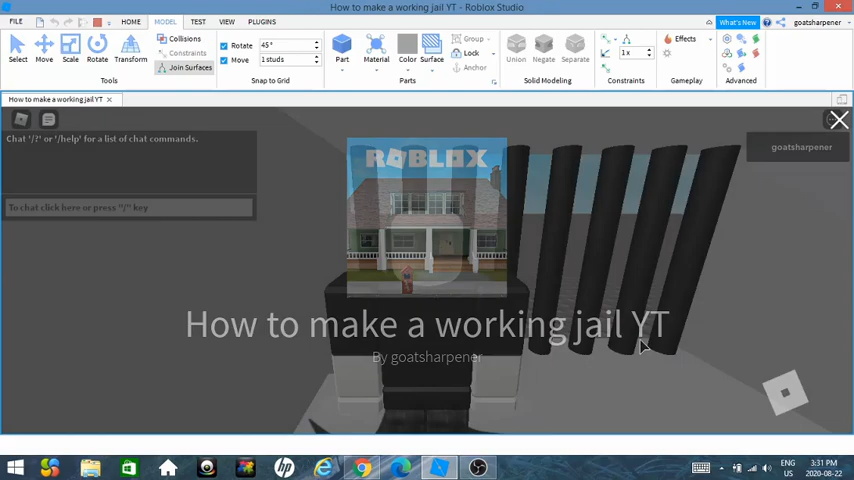 How to make a working jail YT - Roblox Studio
FILE HOME MODEL TEST VIEW PLUGINS What's New goatsharpener
Select Move Scale Rotate Transform
Collisions
Constraints
Join Surfaces
Rotate 45°
Move 1 studs
Part Material Color Surface
Group
Lock
Anchor
Union Negate Separate
1x
Effects
Tools Snap to Grid Parts Solid Modeling Constraints Gameplay Advanced
How to make a working jail YT
Chat '/?' or '/help' for a list of chat commands.
To chat click here or press "/" key
goatsharpener
ROBLOX
How to make a working jail YT
By goatsharpener
ENG
US
3:31 PM
2020-08-22